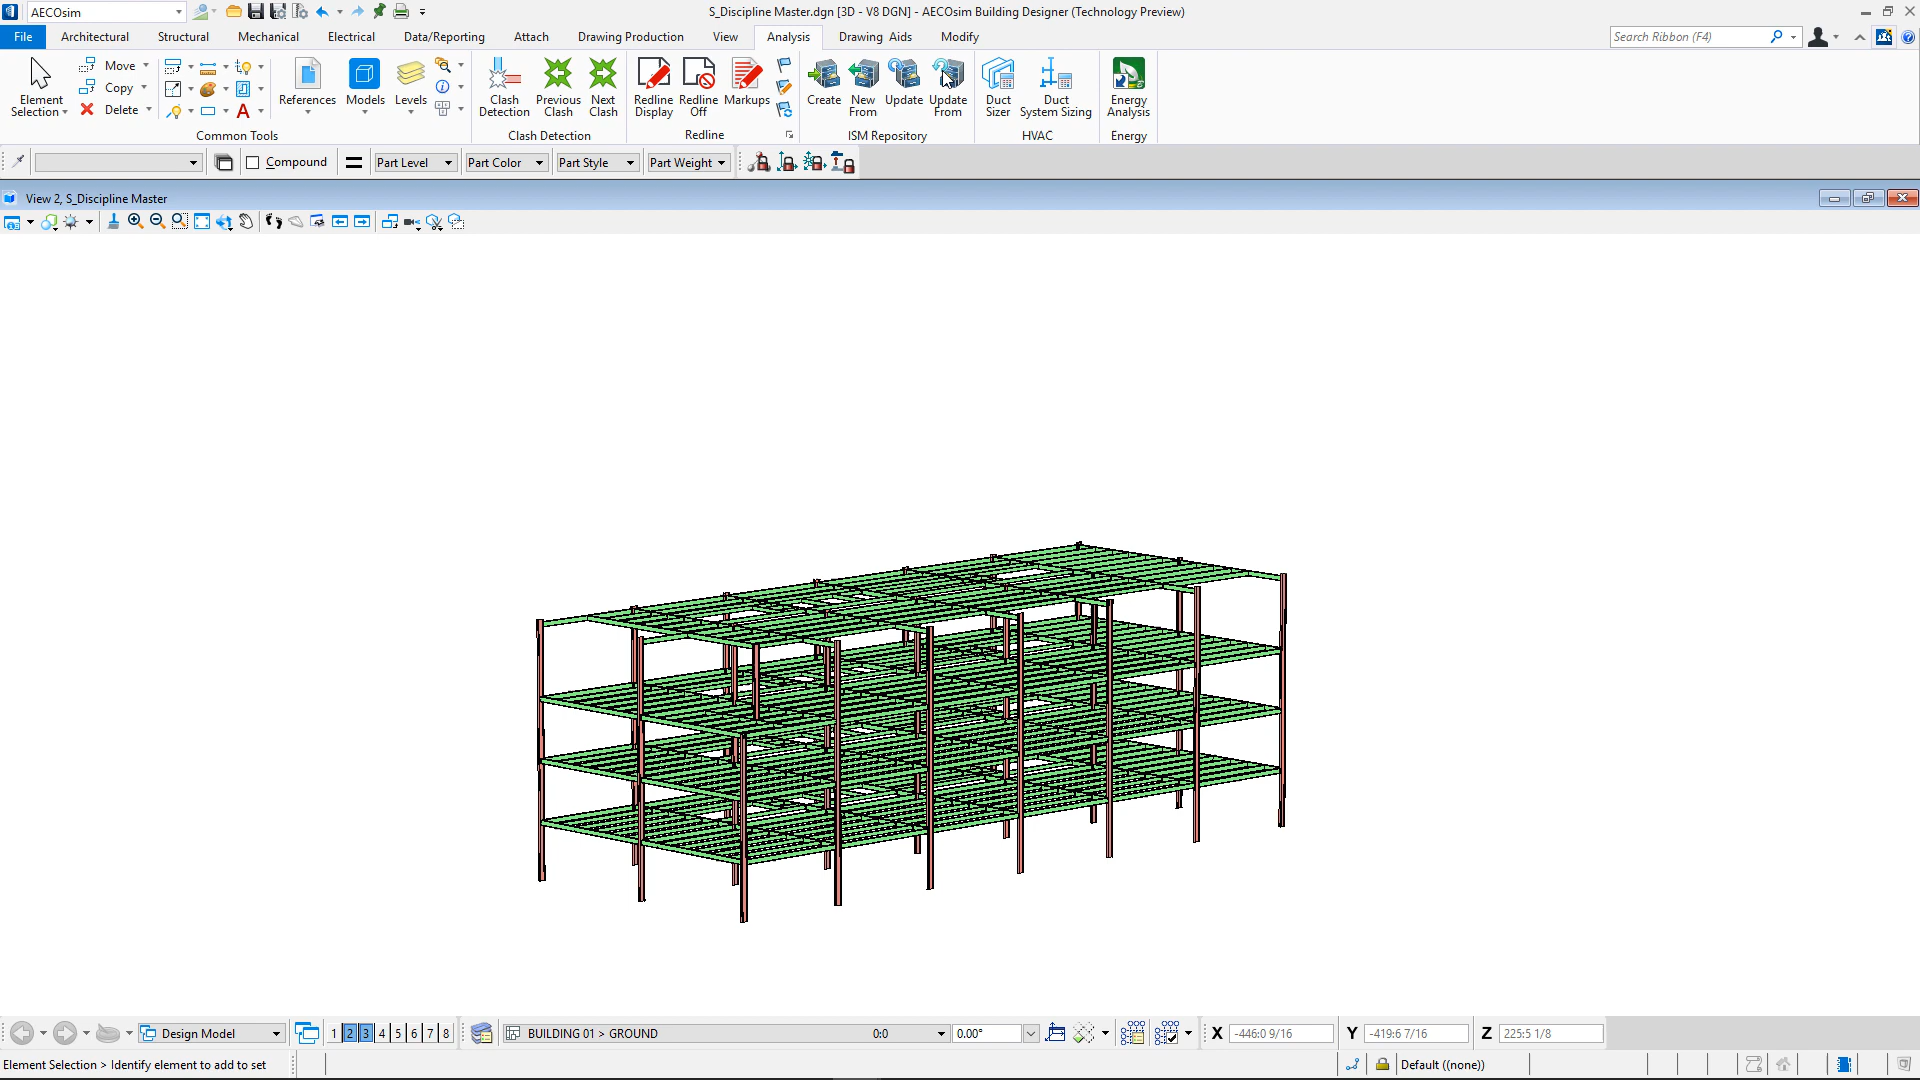 AECOsim
S_Discipline Master.dgn [3D - V8 DGN] - AECOsim Building Designer (Technology Preview)
File Architectural Structural Mechanical Electrical Data/Reporting Attach Drawing Production View Analysis Drawing Aids Modify
Search Ribbon (F4)
Element Selection
Move
Copy
Delete
References
Models
Levels
Clash Detection
Previous Clash
Next Clash
Redline Display
Redline Off
Markups
Create
New From
Update
Update From
Duct Sizer
Duct System Sizing
Energy Analysis
Common Tools Clash Detection Redline ISM Repository HVAC Energy
Compound Part Level Part Color Part Style Part Weight
View 2, S_Discipline Master
Design Model 1 2 3 4 5 6 7 8 BUILDING 01 > GROUND 0:0 0.00° X -446:0 9/16 Y -419:6 7/16 Z 225:5 1/8
Element Selection > Identify element to add to set Default ((none))